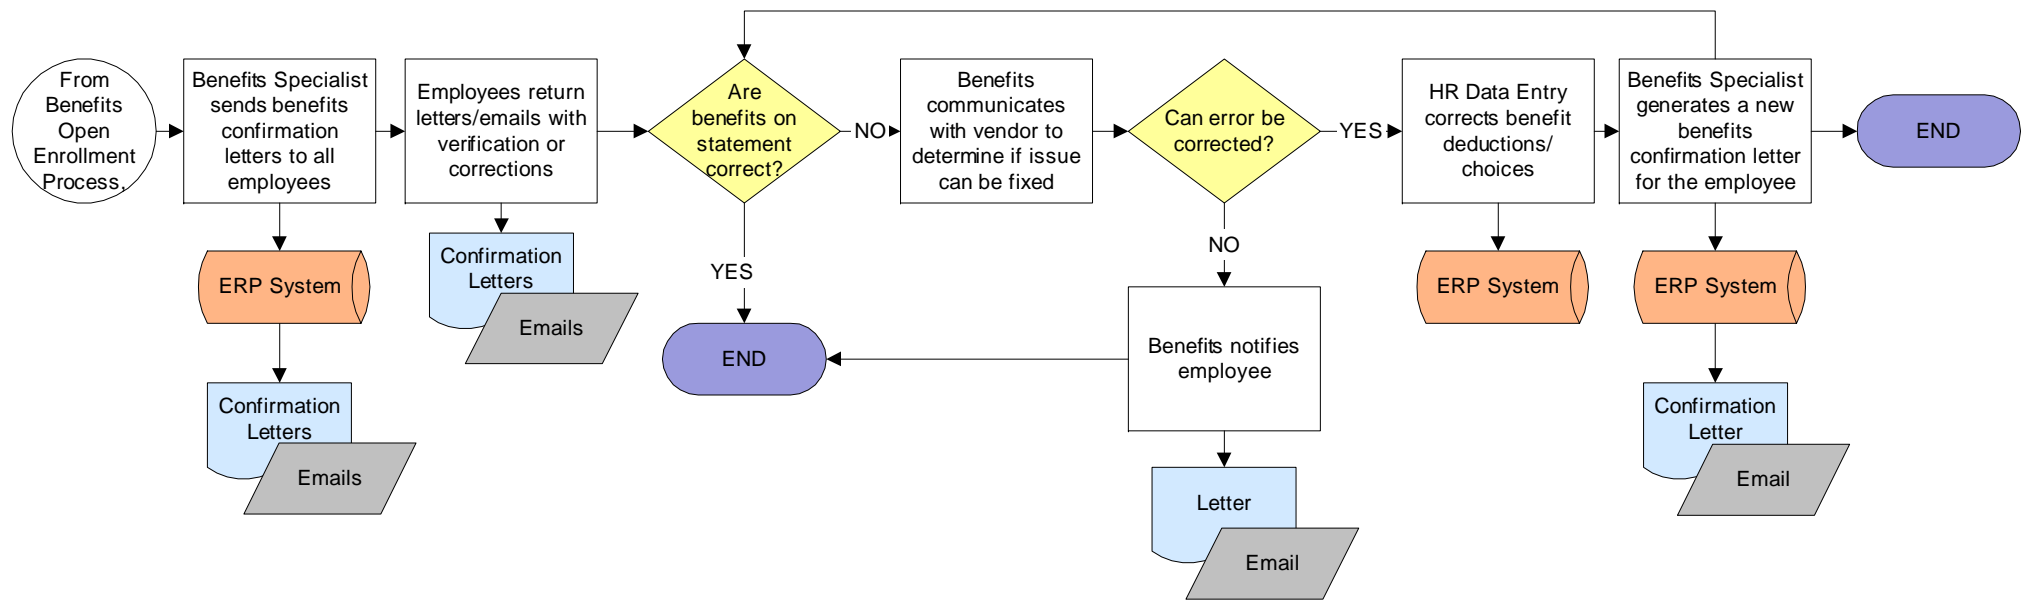 From
Benefits
Open
Enrollment
Process,
Benefits Specialist
sends benefits
confirmation
letters to all
employees
Employees return
letters/emails with
verification or
corrections
Are
benefits on
statement
correct?
NO
Benefits
communicates
with vendor to
determine if issue
can be fixed
Can error be
corrected?
YES
HR Data Entry
corrects benefit
deductions/
choices
Benefits Specialist
generates a new
benefits
confirmation letter
for the employee
END
ERP System
Confirmation
Letters
Emails
Confirmation
Letters
Emails
YES
END
NO
Benefits notifies
employee
Letter
Email
ERP System
ERP System
Confirmation
Letter
Email